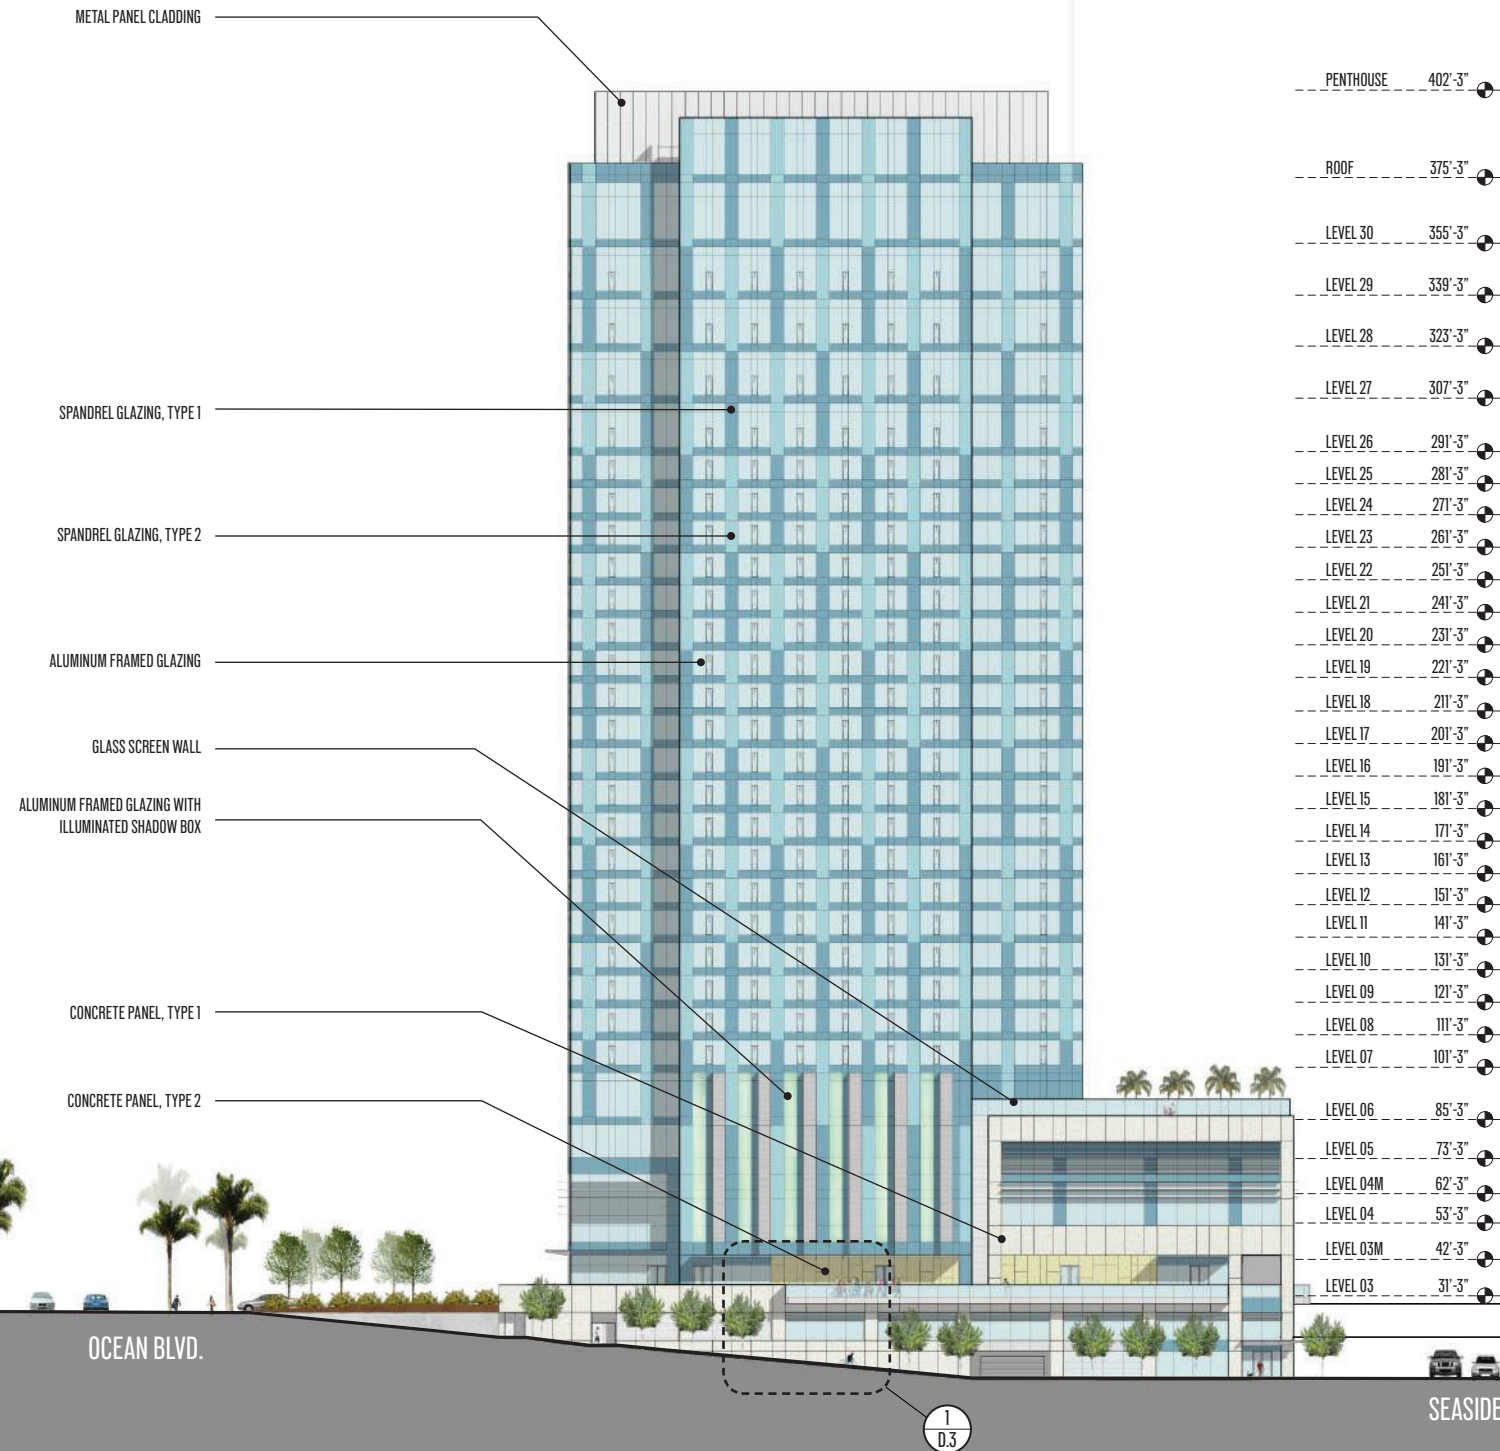 METAL PANEL CLADDING
SPANDREL GLAZING, TYPE 1
SPANDREL GLAZING, TYPE 2
ALUMINUM FRAMED GLAZING
GLASS SCREEN WALL
ALUMINUM FRAMED GLAZING WITH
ILLUMINATED SHADOW BOX
CONCRETE PANEL, TYPE 1
CONCRETE PANEL, TYPE 2
PENTHOUSE 402'-3"
ROOF 375'-3"
LEVEL 30 355'-3"
LEVEL 29 339'-3"
LEVEL 28 323'-3"
LEVEL 27 307'-3"
LEVEL 26 291'-3"
LEVEL 25 281'-3"
LEVEL 24 271'-3"
LEVEL 23 261'-3"
LEVEL 22 251'-3"
LEVEL 21 241'-3"
LEVEL 20 231'-3"
LEVEL 19 221'-3"
LEVEL 18 211'-3"
LEVEL 17 201'-3"
LEVEL 16 191'-3"
LEVEL 15 181'-3"
LEVEL 14 171'-3"
LEVEL 13 161'-3"
LEVEL 12 151'-3"
LEVEL 11 141'-3"
LEVEL 10 131'-3"
LEVEL 09 121'-3"
LEVEL 08 111'-3"
LEVEL 07 101'-3"
LEVEL 06 85'-3"
LEVEL 05 73'-3"
LEVEL 04M 62'-3"
LEVEL 04 53'-3"
LEVEL 03M 42'-3"
LEVEL 03 31'-3"
OCEAN BLVD.
SEASIDE
1
D.3